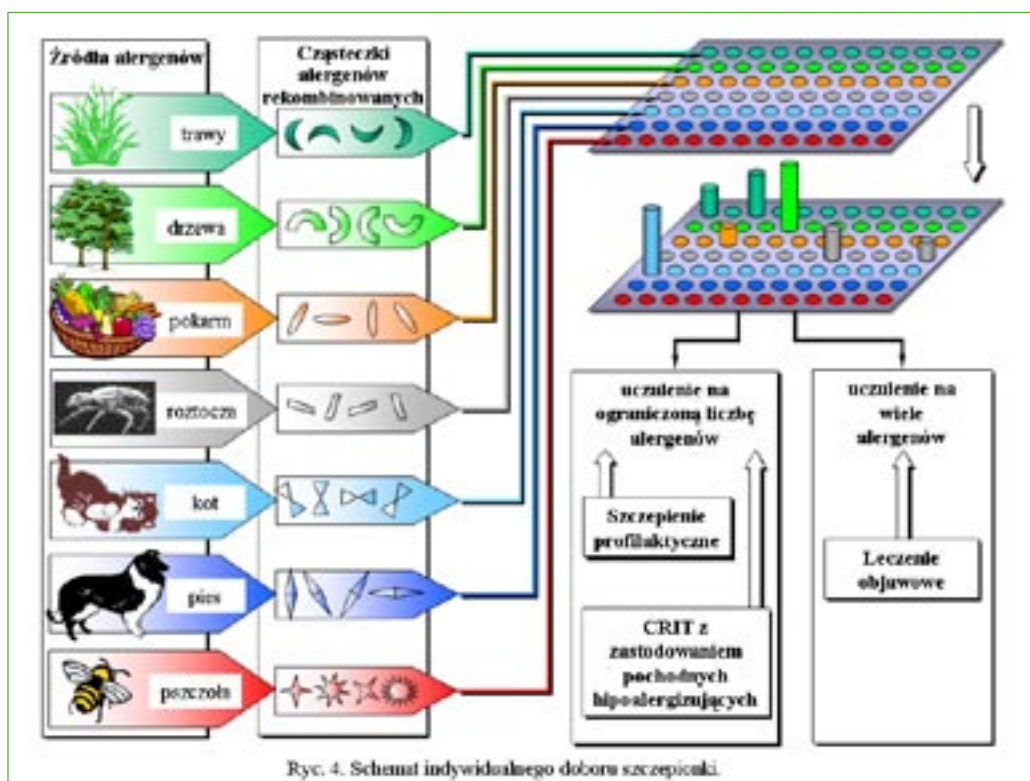 Źródła alergenów
Cząsteczki
alergenów
rekombinowanych
trawy
drzewa
pokarm
roztocza
kot
pies
pszczoła
uczulenie na
ograniczoną liczbę
alergenów
Szczepienie
profilaktyczne
CRIT z
zastodowaniem
pochodnych
hipoalergizujących
uczulenie na
wiele
alergenów
Leczenie
objawowe
Ryc. 4. Schemat indywidualnego doboru szczepionki.